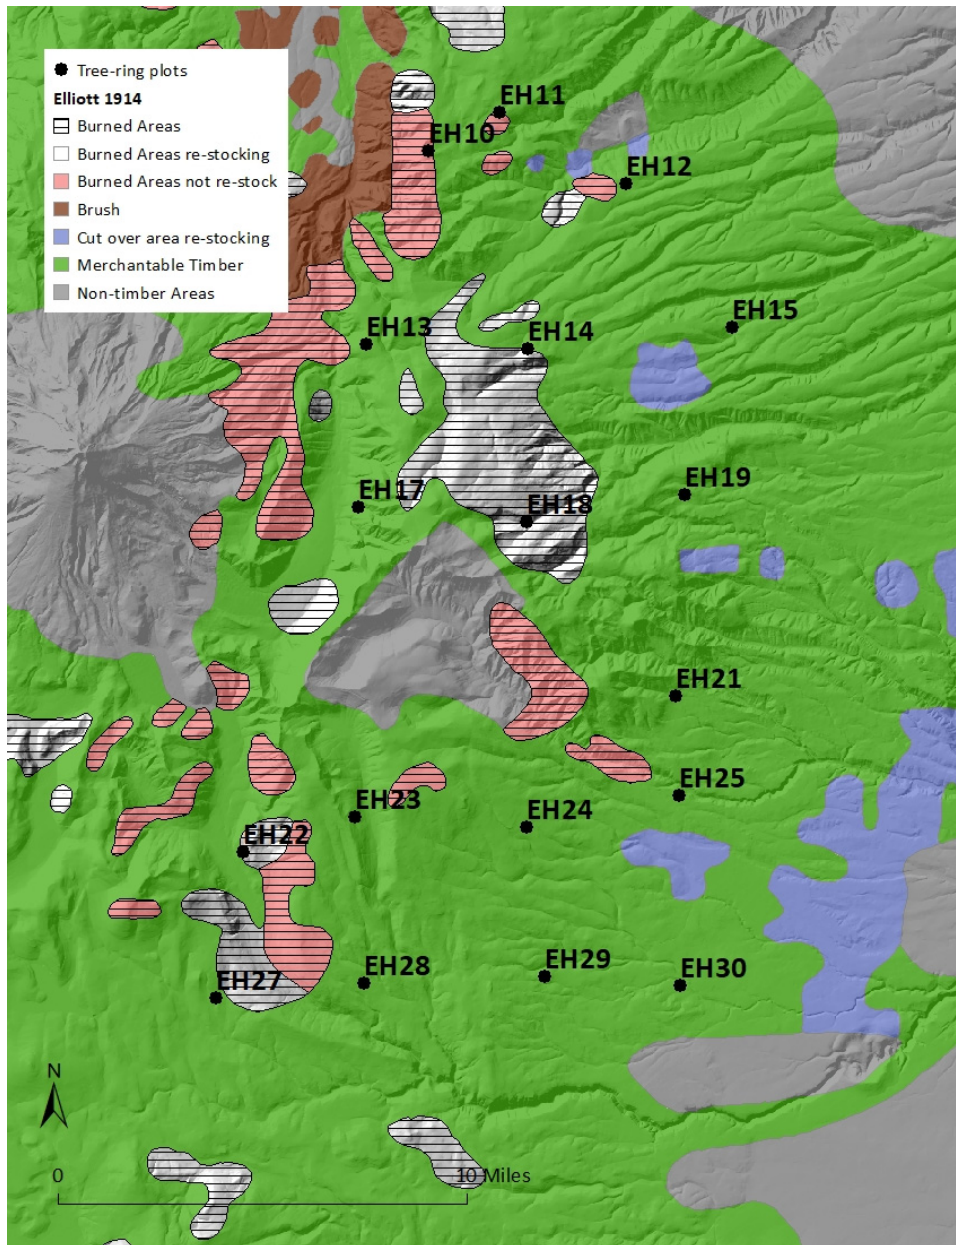 Tree-ring plots
Elliott 1914
Burned Areas
Burned Areas re-stocking
Burned Areas not re-stock
Brush
Cut over area re-stocking
Merchantable Timber
Non-timber Areas
EH11
EH10
EH12
EH15
EH13
EH14
EH19
EH17
EH18
EH21
EH25
EH23
EH24
EH22
EH29
EH28
EH30
EH27
N
0
10 Miles